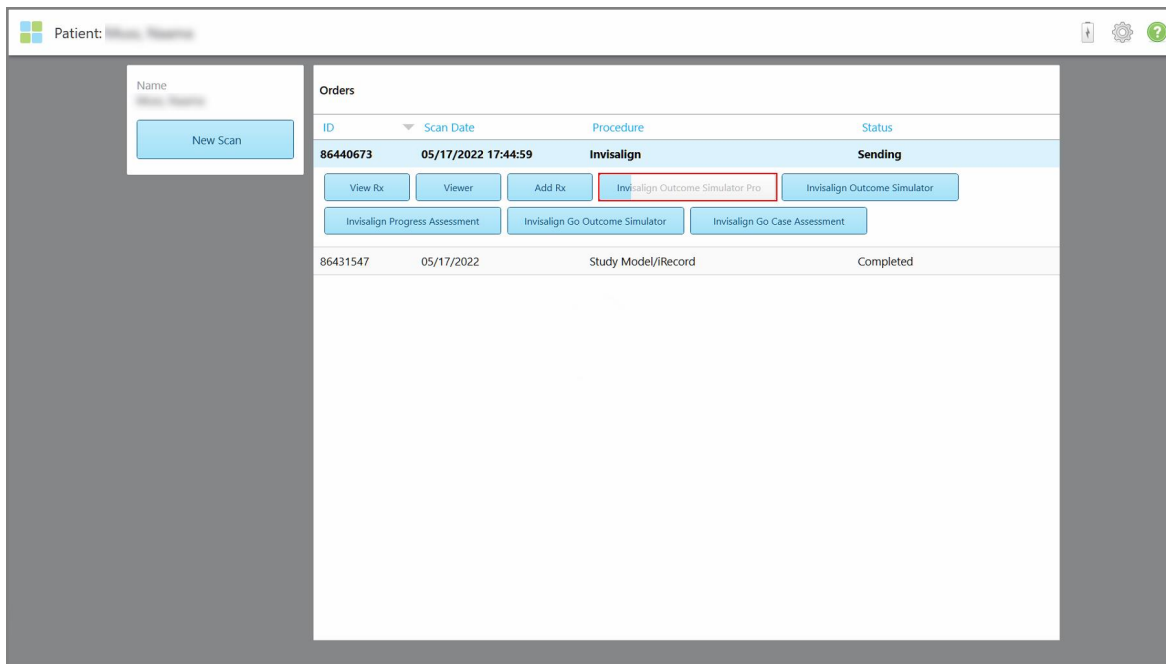 Patient:
?
Name
New Scan
Orders
ID Scan Date Procedure Status
86440673 05/17/2022 17:44:59 Invisalign Sending
View Rx Viewer Add Rx Invisalign Outcome Simulator Pro Invisalign Outcome Simulator
Invisalign Progress Assessment Invisalign Go Outcome Simulator Invisalign Go Case Assessment
86431547 05/17/2022 Study Model/iRecord Completed